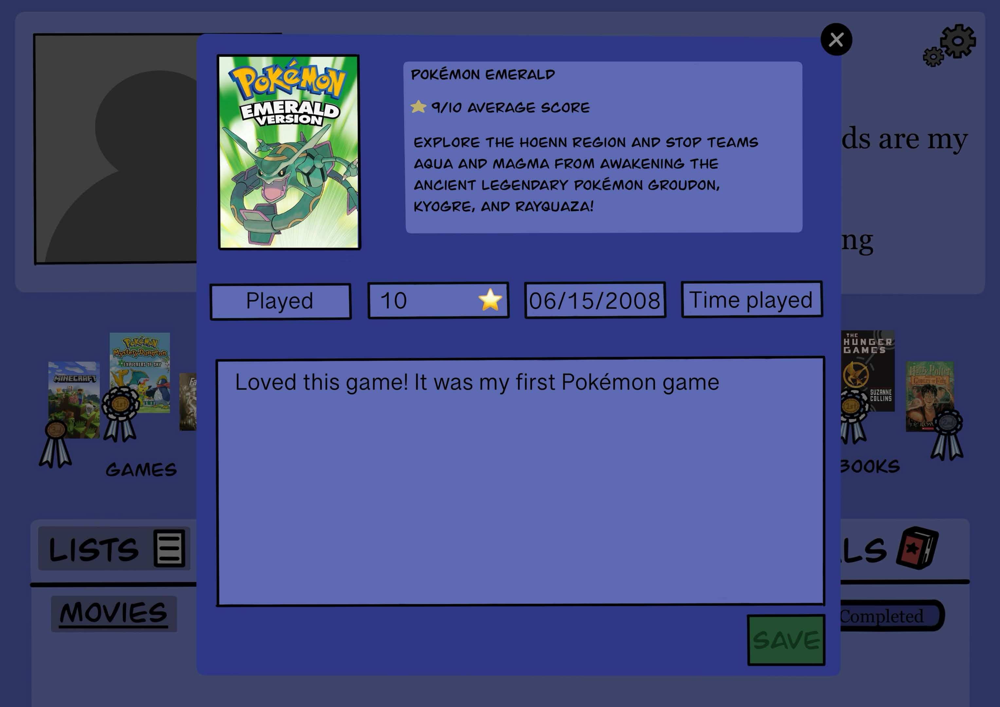 POKÉMON
EMERALD
VERSION
POKÉMON EMERALD
9/10 AVERAGE SCORE
EXPLORE THE HOENN REGION AND STOP TEAMS
AQUA AND MAGMA FROM AWAKENING THE
ANCIENT LEGENDARY POKÉMON GROUDON,
KYOGRE, AND RAYQUAZA!
ds are my
ng
Played
10
06/15/2008
Time played
Loved this game! It was my first Pokémon game
SAVE
MINECRAFT
3rd
POKÉMON
Mystery Dungeon
EXPLORERS OF SKY
1st
Fa
GAMES
THE
HUNGER
GAMES
SUZANNE
COLLINS
1st
Harry Potter
GOBLET OF FIRE
2nd
BOOKS
LISTS
LS
MOVIES
Completed